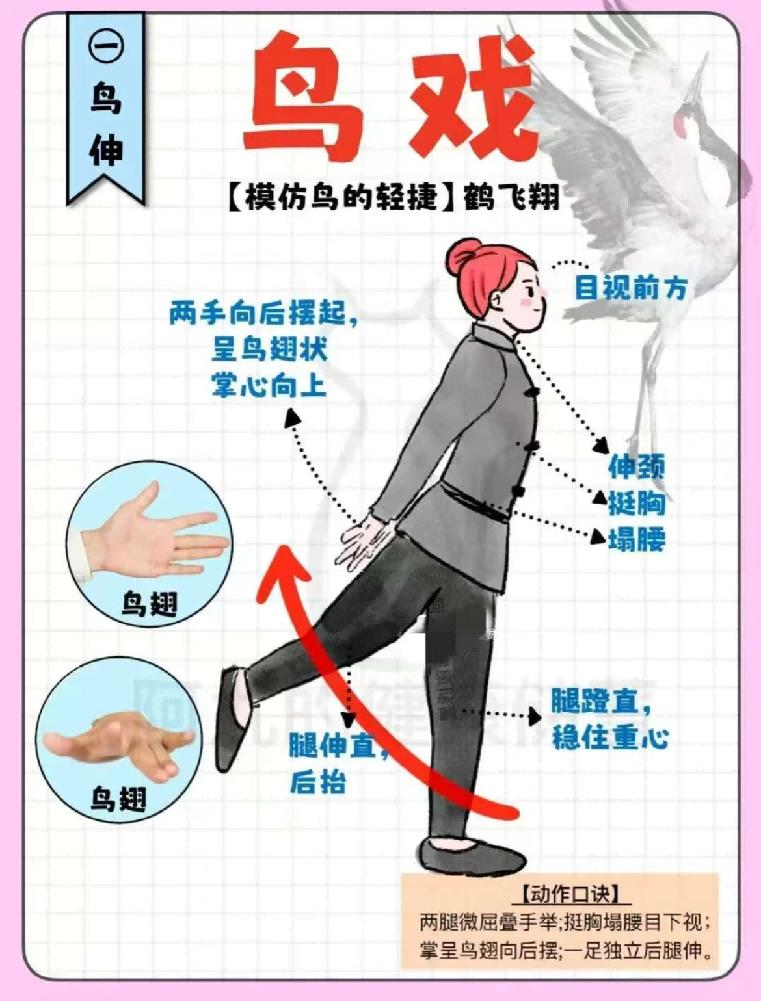 ㊀
鸟
伸
鸟戏
【模仿鸟的轻捷】鹤飞翔
目视前方
两手向后摆起，
呈鸟翅状
掌心向上
伸颈
挺胸
塌腰
鸟翅
鸟翅
腿伸直，
后抬
腿蹬直，
稳住重心
【动作口诀】
两腿微屈叠手举;挺胸塌腰目下视；
掌呈鸟翅向后摆;一足独立后腿伸。